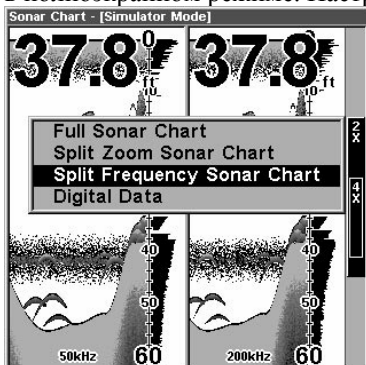 Sonar Chart - [Simulator Mode]
37.8 ft 0 37.8 ft 0
10 10
Full Sonar Chart
Split Zoom Sonar Chart
Split Frequency Sonar Chart
Digital Data
2X
4X
40 40
50 50
50kHz 60 200kHz 60